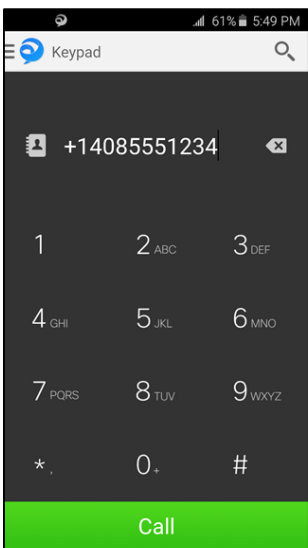 61% 5:49 PM
Keypad
+14085551234
1 2 ABC 3 DEF
4 GHI 5 JKL 6 MNO
7 PQRS 8 TUV 9 WXYZ
* , 0 + #
Call